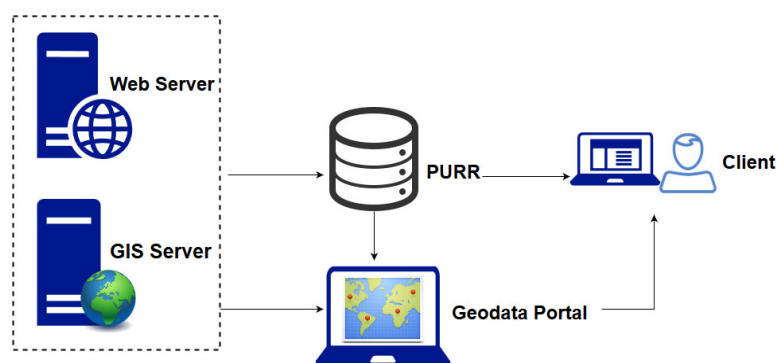 Web Server
PURR
Client
GIS Server
Geodata Portal